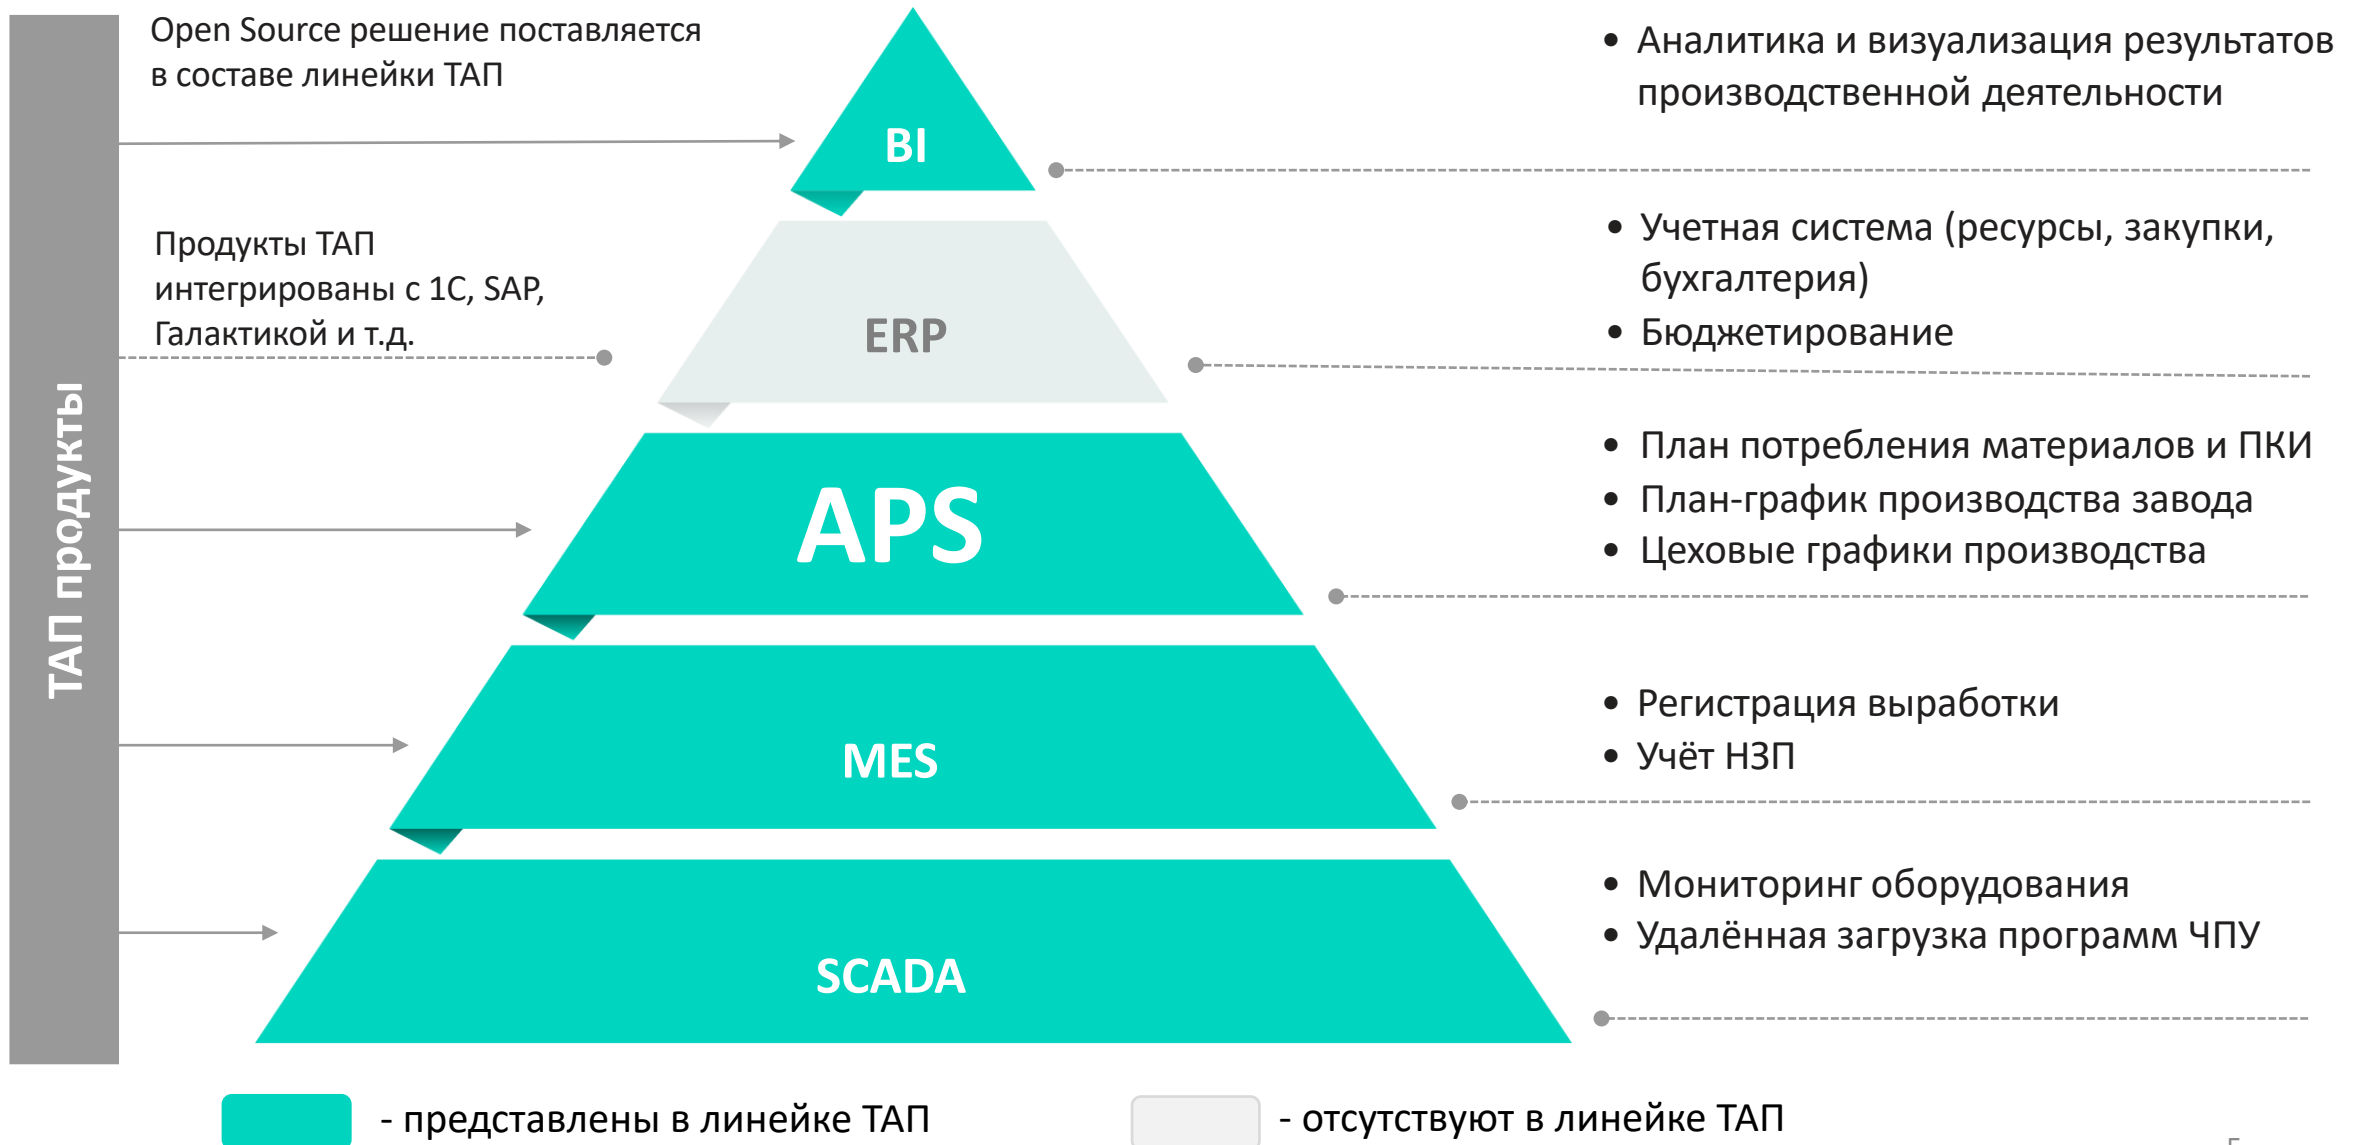 Open Source решение поставляется
в составе линейки ТАП
BI
• Аналитика и визуализация результатов
производственной деятельности
Продукты ТАП
интегрированы с 1С, SAP,
Галактикой и т.д.
ERP
• Учетная система (ресурсы, закупки,
бухгалтерия)
• Бюджетирование
ТАП продукты
APS
• План потребления материалов и ПКИ
• План-график производства завода
• Цеховые графики производства
MES
• Регистрация выработки
• Учёт НЗП
SCADA
• Мониторинг оборудования
• Удалённая загрузка программ ЧПУ
- представлены в линейке ТАП
- отсутствуют в линейке ТАП